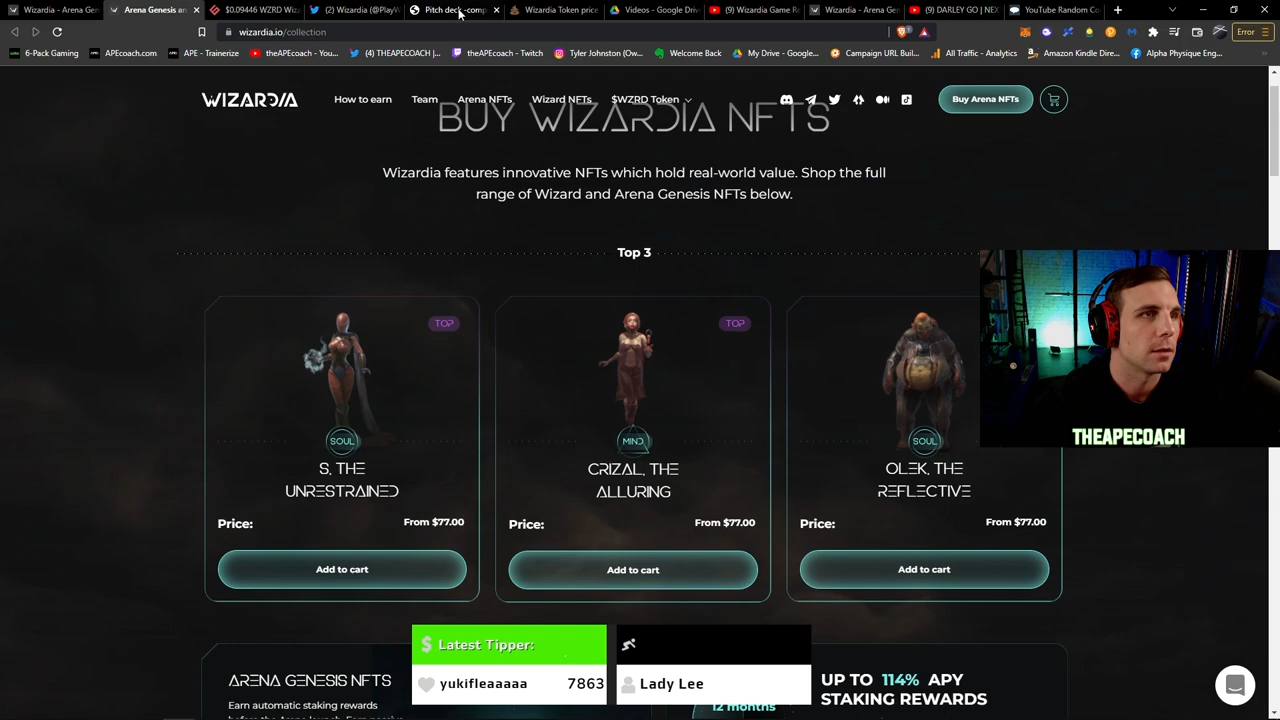 Wizardia - Arena Gen
Arena Genesis an
$0.09446 WZRD Wiz
(2) Wizardia (@PlayW
Pitch deck -comp
Wizardia Token price
Videos - Google Driv
(9) Wizardia Game R
Wizardia - Arena Ger
(9) DARLEY GO | NEX
YouTube Random Co
wizardia.io/collection
Error
6-Pack Gaming
APEcoach.com
APE - Trainerize
theAPEcoach - You...
(4) THEAPECOACH |...
theAPEcoach - Twitch
Tyler Johnston (Ow...
Welcome Back
My Drive - Google...
Campaign URL Buil...
All Traffic - Analytics
Amazon Kindle Dire...
Alpha Physique Eng...
WIZARDIA
How to earn
Team
Arena NFTs
Wizard NFTs
$WZRD Token
Buy Arena NFTs
BUY WIZARDIA NFTS
Wizardia features innovative NFTs which hold real-world value. Shop the full
range of Wizard and Arena Genesis NFTs below.
Top 3
TOP
SOUL
S, THE
UNRESTRAINED
Price:
From $77.00
Add to cart
TOP
MIND
CRIZAL, THE
ALLURING
Price:
From $77.00
Add to cart
SOUL
OLEK, THE
REFLECTIVE
Price:
From $77.00
Add to cart
THEAPECOACH
Latest Tipper:
yukifleaaaaa 7863
Lady Lee
ARENA GENESIS NFTS
Earn automatic staking rewards
before the Arena launch. Earn passive
12 months
UP TO 114% APY
STAKING REWARDS